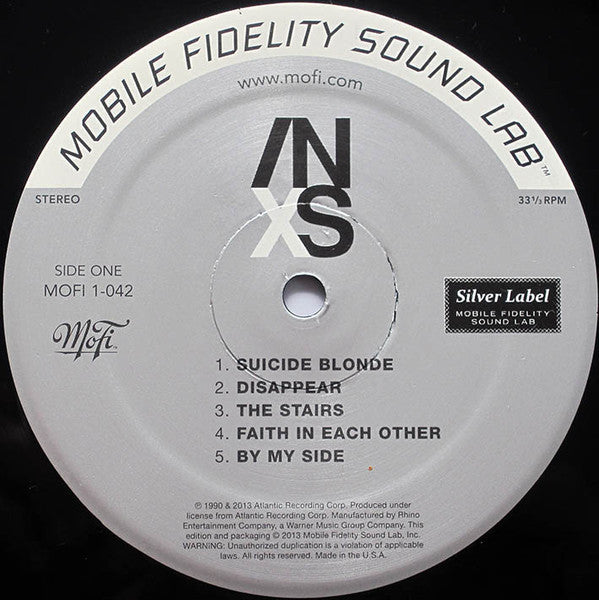 MOBILE FIDELITY SOUND LAB™
www.mofi.com
INXS
STEREO
33 1/3 RPM
SIDE ONE
MOFI 1-042
MoFi™
Silver Label
MOBILE FIDELITY™
SOUND LAB
1. SUICIDE BLONDE
2. DISAPPEAR
3. THE STAIRS
4. FAITH IN EACH OTHER
5. BY MY SIDE
℗ 1990 & 2013 Atlantic Recording Corp. Produced under
license from Atlantic Recording Corp. Manufactured by Rhino
Entertainment Company, a Warner Music Group Company. This
edition and packaging © 2013 Mobile Fidelity Sound Lab, Inc.
WARNING: Unauthorized duplication is a violation of applicable
laws. All rights reserved. Made in the U.S.A.